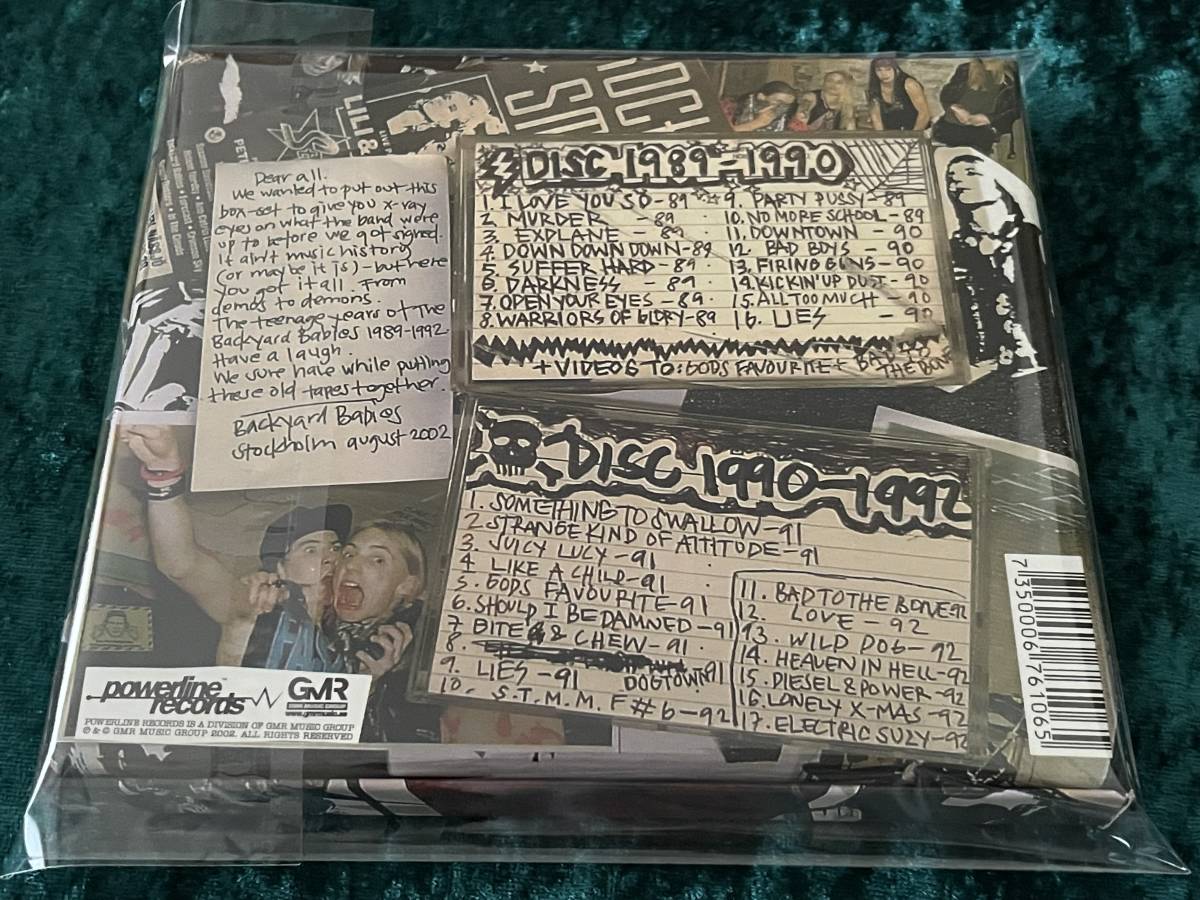 LILI &
Dear all.
We wanted to put out this
box-set to give you x-ray
eyes on what the band were
up to before we got signed.
It ain't music history
(or maybe it is) - but here
you got it all. From
demos to demons.
The teenage years of The
Backyard Babies 1989-1992
Have a laugh.
We sure have while putting
these old tapes together.
Backyard Babies
Stockholm august 2002
DISC 1989-1990
1. I LOVE YOU SO-89
2. MURDER - 89
3. EXPLANE - 89
4. DOWN DOWN DOWN-89
5. SUFFER HARD-89
6. DARKNESS - 89
7. OPEN YOUR EYES - 89
8. WARRIORS OF GLORY-89
9. PARTY PUSSY-89
10. NO MORE SCHOOL-89
11. DOWNTOWN - 90
12. BAD BOYS - 90
13. FIRING GUNS-90
14. KICKIN' UP DUST-90
15. ALL TOO MUCH - 90
16. LIES - 90
+ VIDEOS TO: GODS FAVOURITE + BAD TO
THE BONE
DISC 1990-1992
1. SOMETHING TO SWALLOW-91
2. STRANGE KIND OF ATTITUDE-91
3. JUICY LUCY-91
4. LIKE A CHILD-91
5. GODS FAVOURITE-91
6. SHOULD I BE DAMNED-91
7. BITE & CHEW-91
8. DOGTOWN 91
9. LIES -91
10. S.T.M.M.F #6-92
11. BAD TO THE BONE-92
12. LOVE - 92
13. WILD DOG-92
14. HEAVEN IN HELL-92
15. DIESEL & POWER-92
16. LONELY X-MAS-92
17. ELECTRIC SUZY-92
powerline
records
GMR
POWERLINE RECORDS IS A DIVISION OF GMR MUSIC GROUP
℗ & © GMR MUSIC GROUP 2002. ALL RIGHTS RESERVED
7350006761065